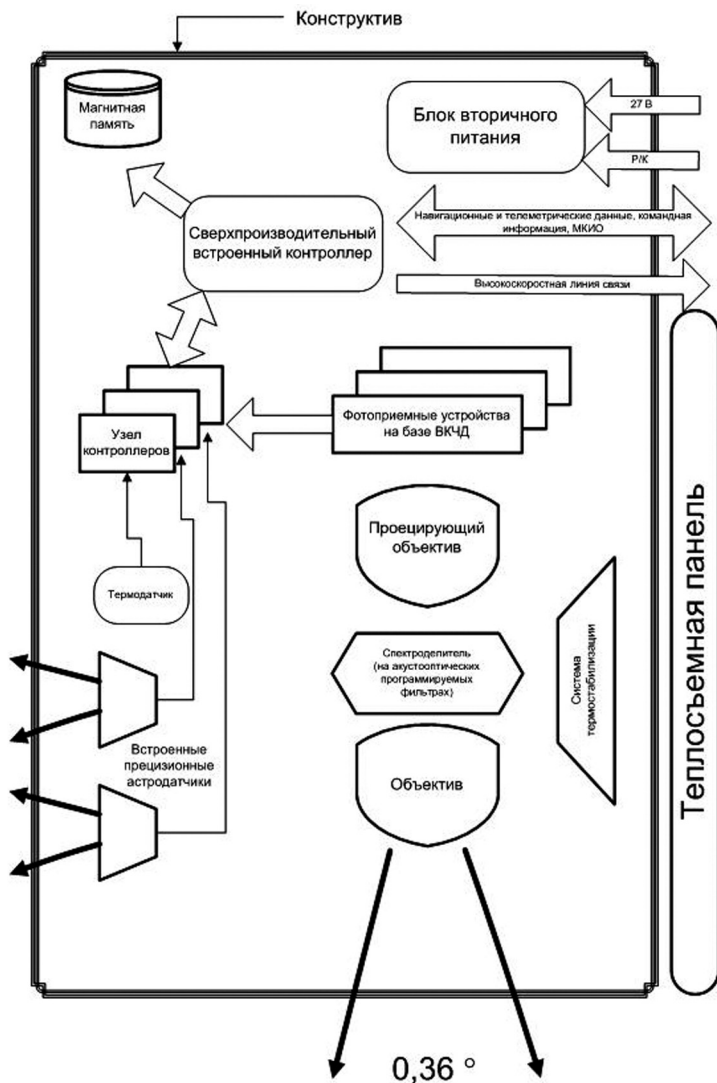 Конструктив
Магнитная
память
Блок вторичного
питания
27 В
Р/К
Сверхпроизводительный
встроенный контроллер
Навигационные и телеметрические данные, командная
информация, МКИО
Высокоскоростная линия связи
Фотоприемные устройства
на базе ВКЧД
Узел
контроллеров
Проецирующий
объектив
Термодатчик
Спектроделитель
(на акустооптических
программируемых
фильтрах)
Система
термостабилизации
Теплосъемная панель
Встроенные
прецизионные
астродатчики
Объектив
0,36 °